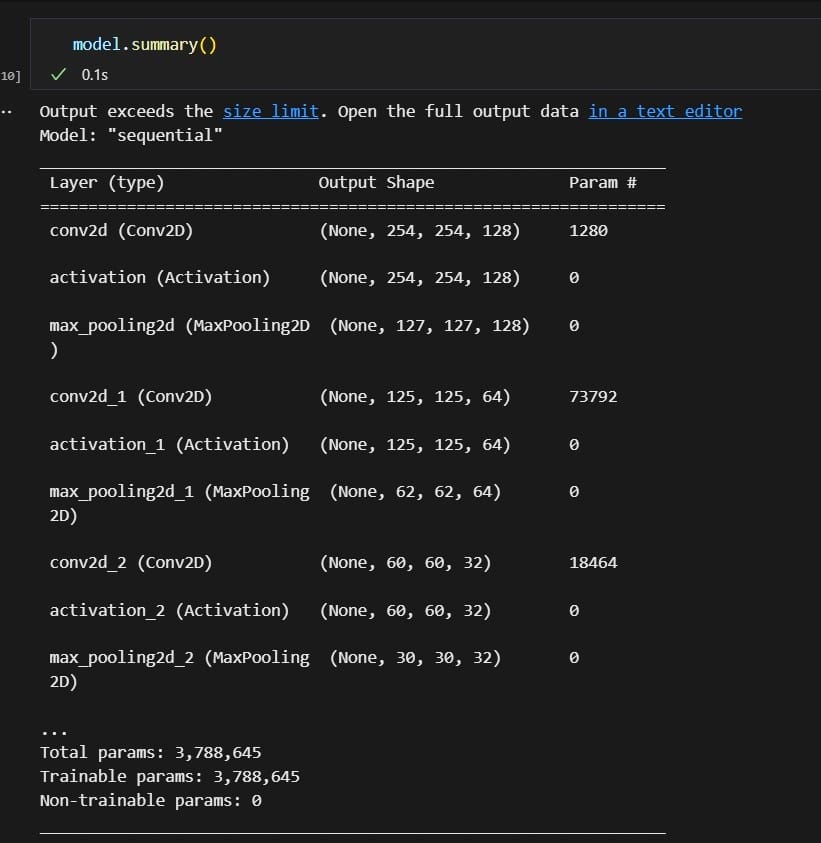 model.summary()
10] ✓ 0.1s
.. Output exceeds the size limit. Open the full output data in a text editor
Model: "sequential"
_________________________________________________________________
Layer (type) Output Shape Param #
=================================================================
conv2d (Conv2D) (None, 254, 254, 128) 1280
activation (Activation) (None, 254, 254, 128) 0
max_pooling2d (MaxPooling2D (None, 127, 127, 128) 0
)
conv2d_1 (Conv2D) (None, 125, 125, 64) 73792
activation_1 (Activation) (None, 125, 125, 64) 0
max_pooling2d_1 (MaxPooling (None, 62, 62, 64) 0
2D)
conv2d_2 (Conv2D) (None, 60, 60, 32) 18464
activation_2 (Activation) (None, 60, 60, 32) 0
max_pooling2d_2 (MaxPooling (None, 30, 30, 32) 0
2D)
...
Total params: 3,788,645
Trainable params: 3,788,645
Non-trainable params: 0
_________________________________________________________________